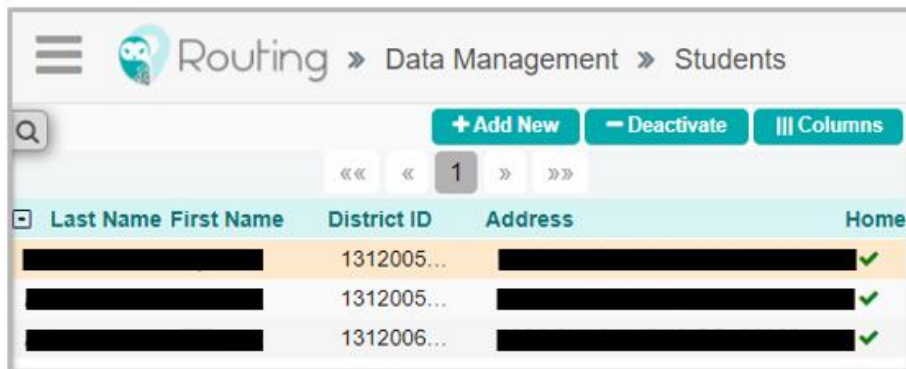 Routing » Data Management » Students
+ Add New − Deactivate ||| Columns
«« « 1 » »»
Last Name First Name District ID Address Home
1312005...
1312005...
1312006...